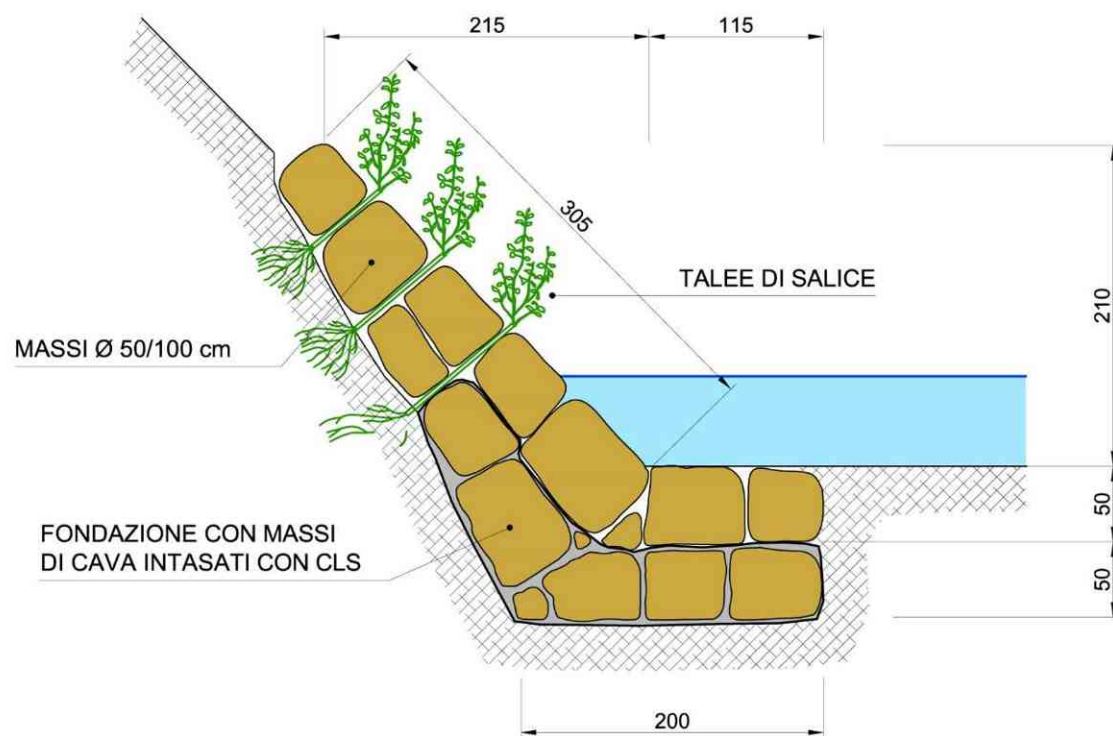 215
115
305
TALEE DI SALICE
210
MASSI Ø 50/100 cm
50
FONDAZIONE CON MASSI
DI CAVA INTASATI CON CLS
50
200